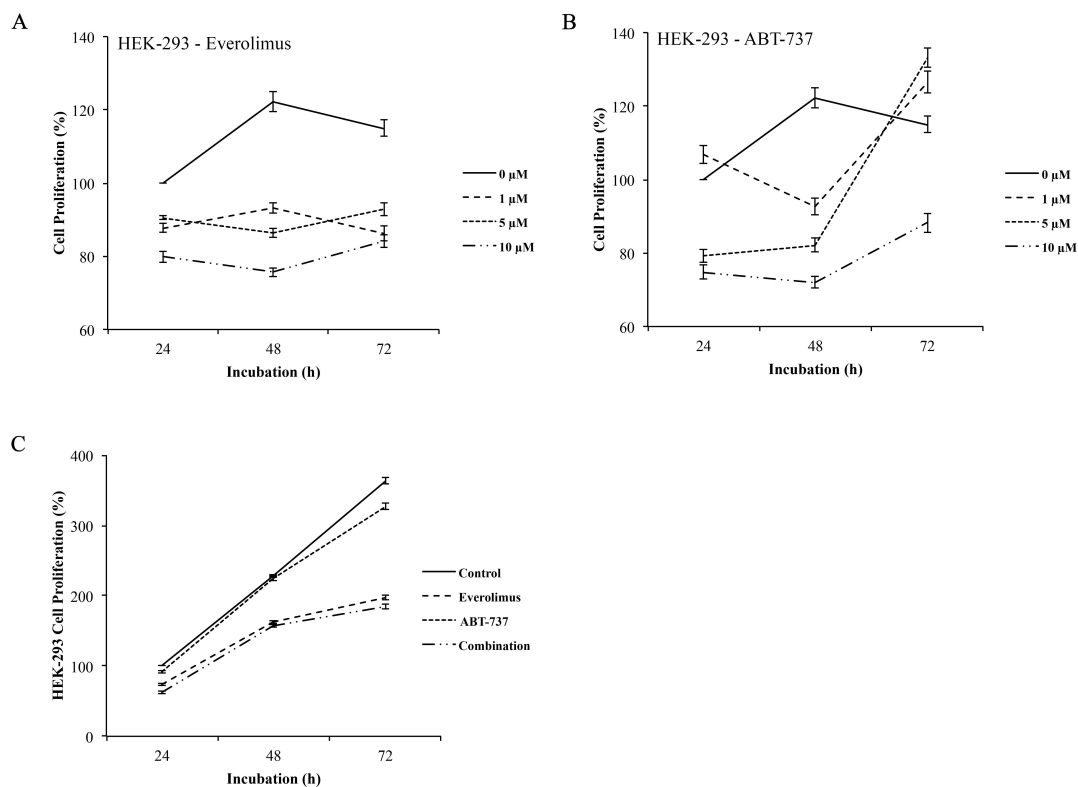 A
HEK-293 - Everolimus
140
120
100
80
60
Cell Proliferation (%)
24 48 72
Incubation (h)
0 µM
1 µM
5 µM
10 µM
B
HEK-293 - ABT-737
140
120
100
80
60
Cell Proliferation (%)
24 48 72
Incubation (h)
0 µM
1 µM
5 µM
10 µM
C
400
300
200
100
0
HEK-293 Cell Proliferation (%)
24 48 72
Incubation (h)
Control
Everolimus
ABT-737
Combination